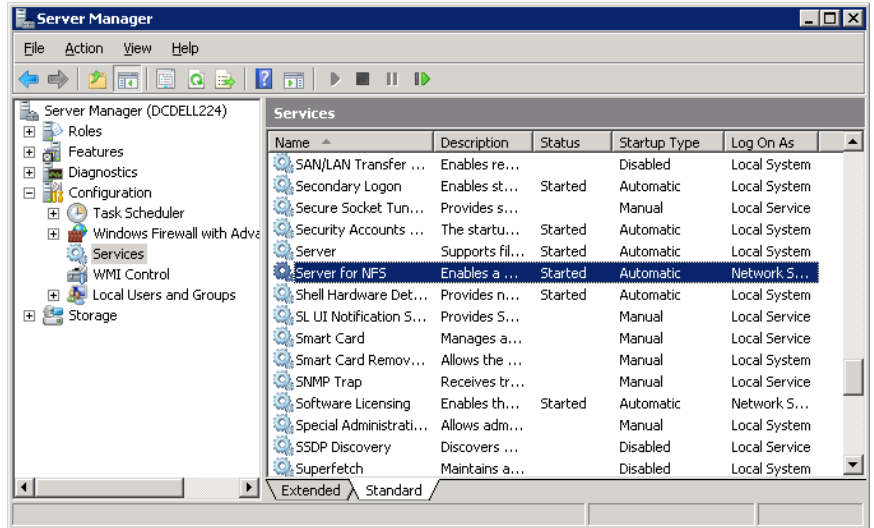 Server Manager
File Action View Help
Server Manager (DCDELL224)
Roles
Features
Diagnostics
Configuration
Task Scheduler
Windows Firewall with Adva
Services
WMI Control
Local Users and Groups
Storage
Services
Name Description Status Startup Type Log On As
SAN/LAN Transfer ... Enables re... Disabled Local System
Secondary Logon Enables st... Started Automatic Local System
Secure Socket Tun... Provides s... Manual Local Service
Security Accounts ... The startu... Started Automatic Local System
Server Supports fil... Started Automatic Local System
Server for NFS Enables a ... Started Automatic Network S...
Shell Hardware Det... Provides n... Started Automatic Local System
SL UI Notification S... Provides S... Manual Local Service
Smart Card Manages a... Manual Local Service
Smart Card Remov... Allows the ... Manual Local System
SNMP Trap Receives tr... Manual Local Service
Software Licensing Enables th... Started Automatic Network S...
Special Administrati... Allows adm... Manual Local System
SSDP Discovery Discovers ... Disabled Local Service
Superfetch Maintains a... Disabled Local System
Extended Standard